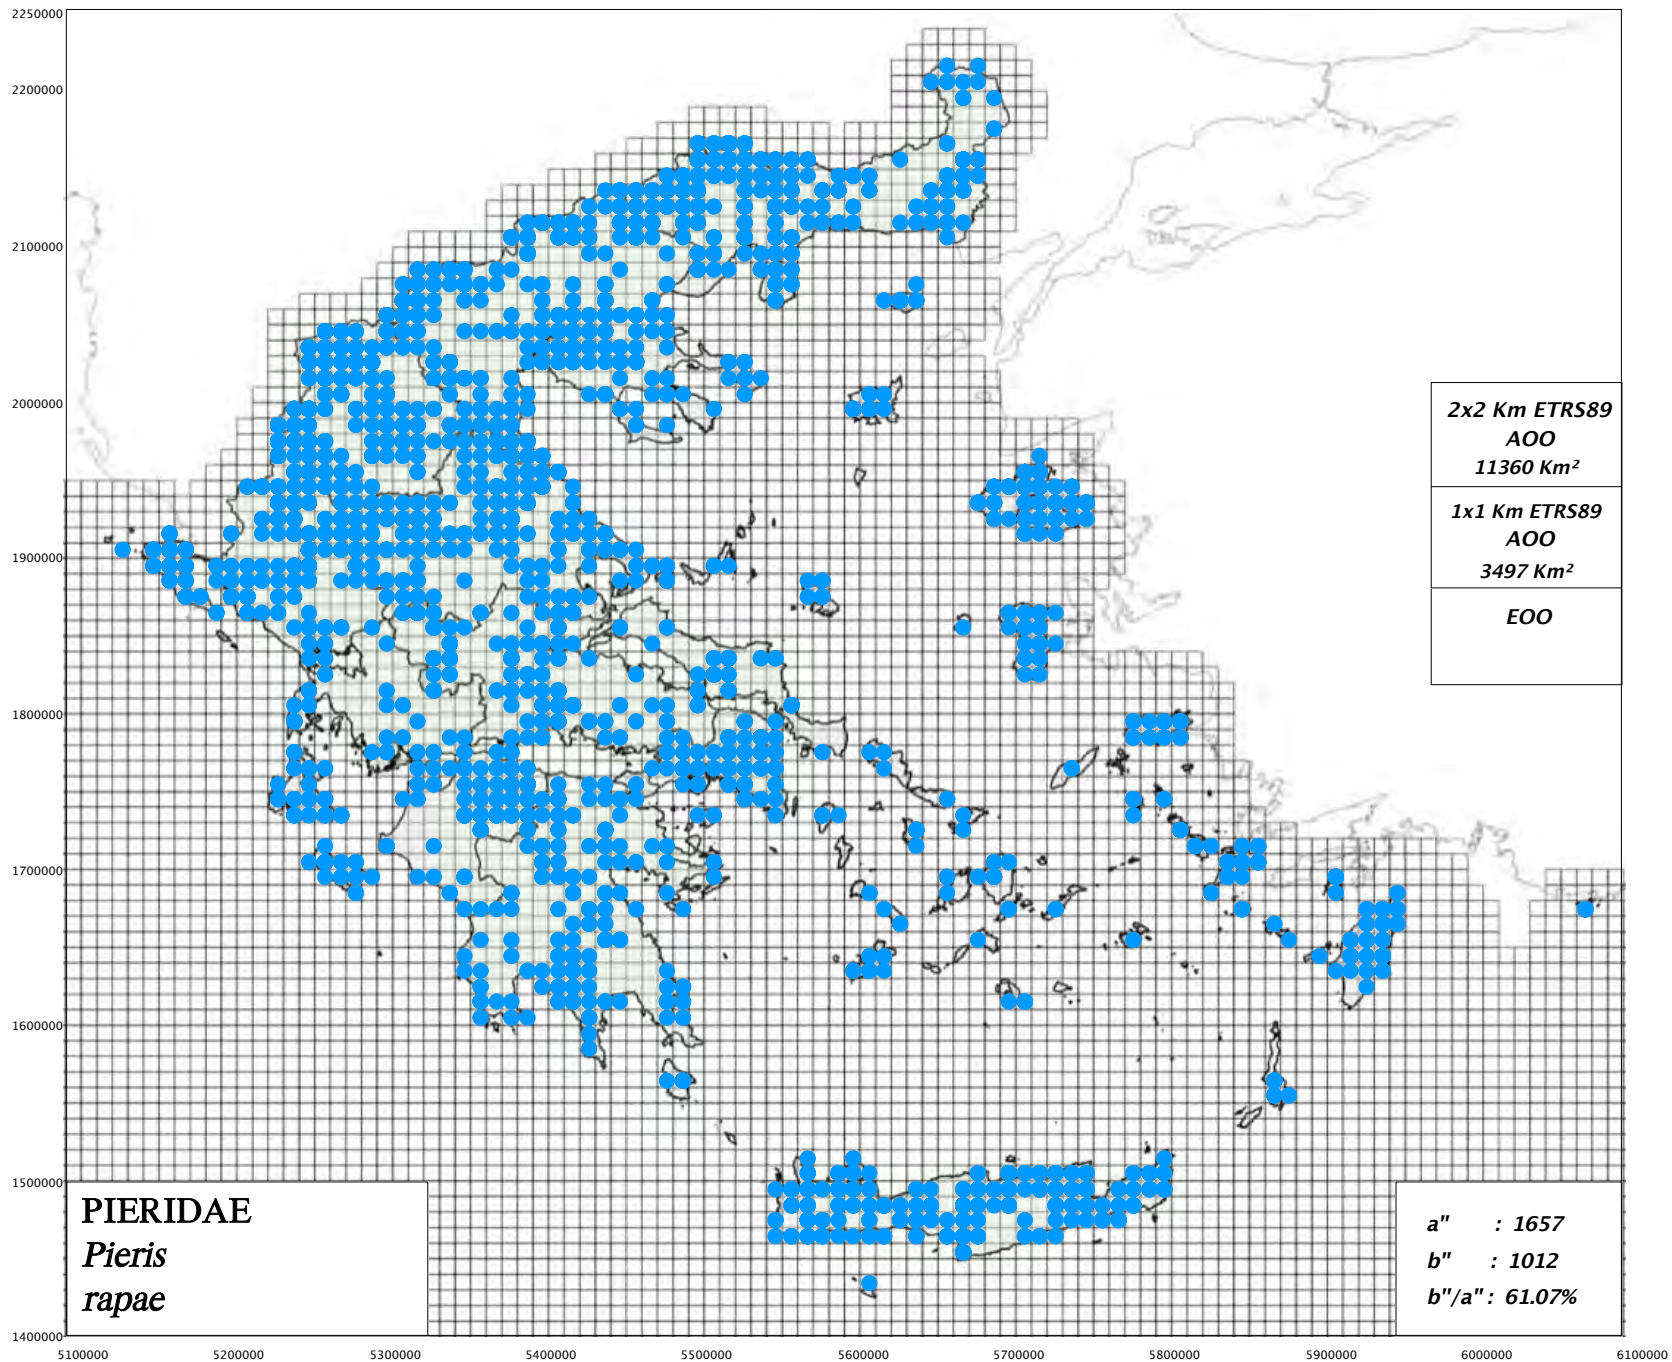 2250000
2200000
2100000
2000000
1900000
1800000
1700000
1600000
1500000
1400000
2x2 Km ETRS89
AOO
11360 Km²
1x1 Km ETRS89
AOO
3497 Km²
EOO
PIERIDAE
Pieris
rapae
a" : 1657
b" : 1012
b"/a" : 61.07%
5100000 5200000 5300000 5400000 5500000 5600000 5700000 5800000 5900000 6000000 6100000